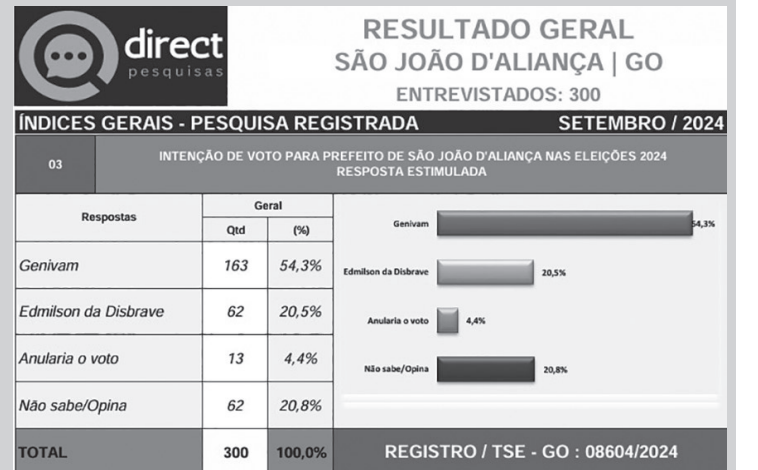 direct
pesquisas
RESULTADO GERAL
SÃO JOÃO D'ALIANÇA | GO
ENTREVISTADOS: 300
ÍNDICES GERAIS - PESQUISA REGISTRADA SETEMBRO / 2024
03
INTENÇÃO DE VOTO PARA PREFEITO DE SÃO JOÃO D'ALIANÇA NAS ELEIÇÕES 2024
RESPOSTA ESTIMULADA
Respostas Geral
Qtd (%)
Genivam 163 54,3%
Edmilson da Disbrave 62 20,5%
Anularia o voto 13 4,4%
Não sabe/Opina 62 20,8%
TOTAL 300 100,0%
Genivam 54,3%
Edmilson da Disbrave 20,5%
Anularia o voto 4,4%
Não sabe/Opina 20,8%
REGISTRO / TSE - GO : 08604/2024